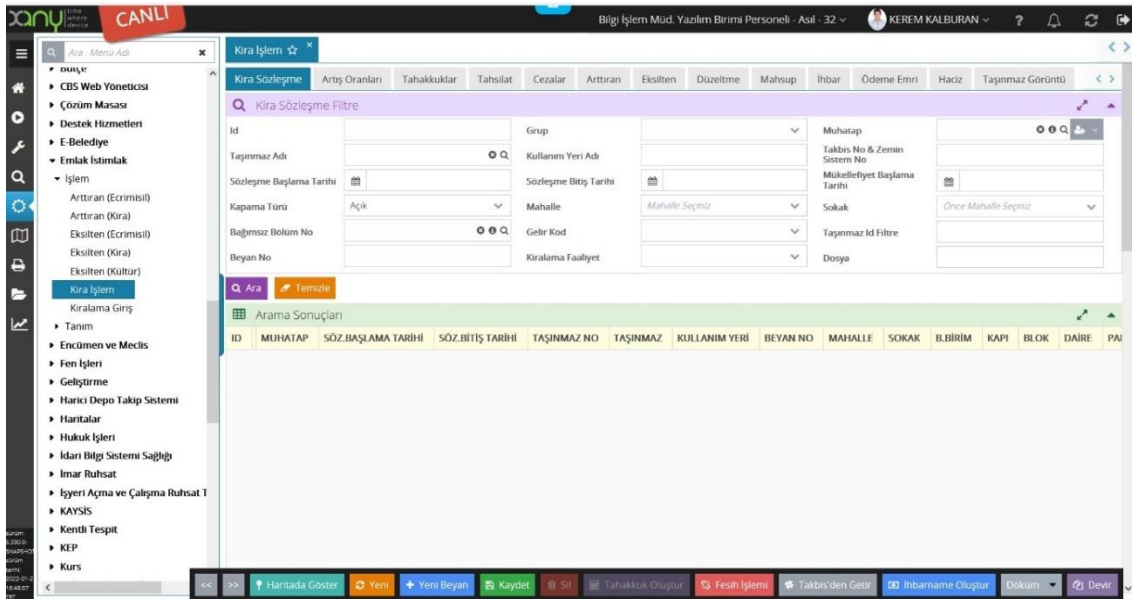 xany time where device
CANLI
Bilgi İşlem Müd. Yazılım Birimi Personeli - Asil - 32
KEREM KALBURAN
?
Ara : Menu Adı
Bütçe
CBS Web Yöneticisi
Çözüm Masası
Destek Hizmetleri
E-Belediye
Emlak İstimlak
İşlem
Arttıran (Ecrimisil)
Arttıran (Kira)
Eksilten (Ecrimisil)
Eksilten (Kira)
Eksilten (Kültür)
Kira İşlem
Kiralama Giriş
Tanım
Encümen ve Meclis
Fen İşleri
Geliştirme
Harici Depo Takip Sistemi
Haritalar
Hukuk İşleri
İdari Bilgi Sistemi Sağlığı
İmar Ruhsat
İşyeri Açma ve Çalışma Ruhsat T
KAYSİS
Kentli Tespit
KEP
Kurs
Kira İşlem
Kira Sözleşme Artış Oranları Tahakkuklar Tahsilat Cezalar Arttıran Eksilten Düzeltme Mahsup İhbar Ödeme Emri Haciz Taşınmaz Görüntü
Kira Sözleşme Filtre
Id Grup Muhatap
Taşınmaz Adı Kullanım Yeri Adı Takbis No & Zemin Sistem No
Sözleşme Başlama Tarihi Sözleşme Bitiş Tarihi Mükellefiyet Başlama Tarihi
Kapama Türü Açık Mahalle Mahalle Seçiniz Sokak Önce Mahalle Seçiniz
Bağımsız Bölüm No Gelir Kod Taşınmaz Id Filtre
Beyan No Kiralama Faaliyet Dosya
Ara Temizle
Arama Sonuçları
ID MUHATAP SÖZ.BAŞLAMA TARİHİ SÖZ.BİTİŞ TARİHİ TAŞINMAZ NO TAŞINMAZ KULLANIM YERİ BEYAN NO MAHALLE SOKAK B.BİRİM KAPI BLOK DAİRE PAI
<< >> Haritada Göster Yeni Yeni Beyan Kaydet Sil Tahakkuk Oluştur Fesih İşlemi Takbis'den Getir İhbarname Oluştur Döküm Devir